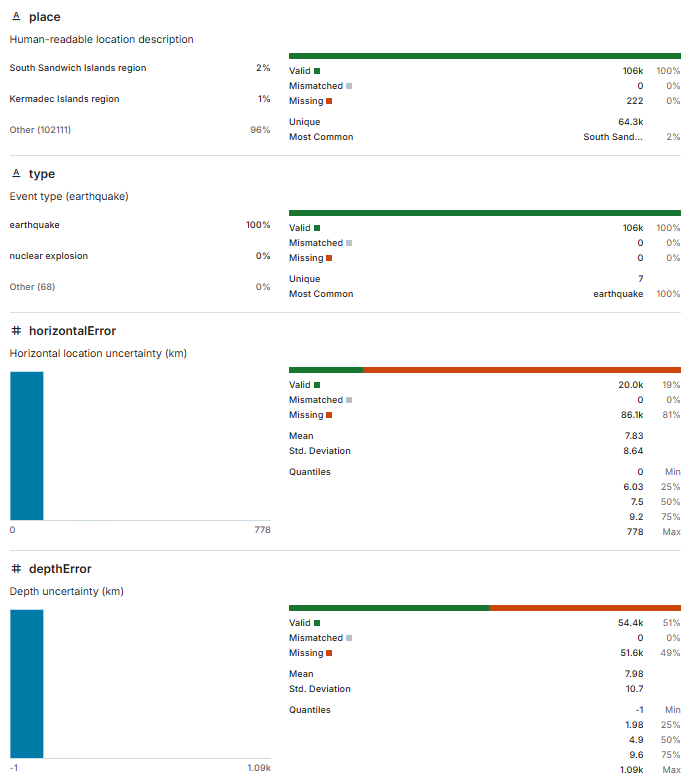 A place
Human-readable location description
South Sandwich Islands region 2%
Kermadec Islands region 1%
Other (102111) 96%
Valid 106k 100%
Mismatched 0 0%
Missing 222 0%
Unique 64.3k
Most Common South Sand... 2%
A type
Event type (earthquake)
earthquake 100%
nuclear explosion 0%
Other (68) 0%
Valid 106k 100%
Mismatched 0 0%
Missing 0 0%
Unique 7
Most Common earthquake 100%
# horizontalError
Horizontal location uncertainty (km)
0 778
Valid 20.0k 19%
Mismatched 0 0%
Missing 86.1k 81%
Mean 7.83
Std. Deviation 8.64
Quantiles 0 Min
6.03 25%
7.5 50%
9.2 75%
778 Max
# depthError
Depth uncertainty (km)
-1 1.09k
Valid 54.4k 51%
Mismatched 0 0%
Missing 51.6k 49%
Mean 7.98
Std. Deviation 10.7
Quantiles -1 Min
1.98 25%
4.9 50%
9.6 75%
1.09k Max